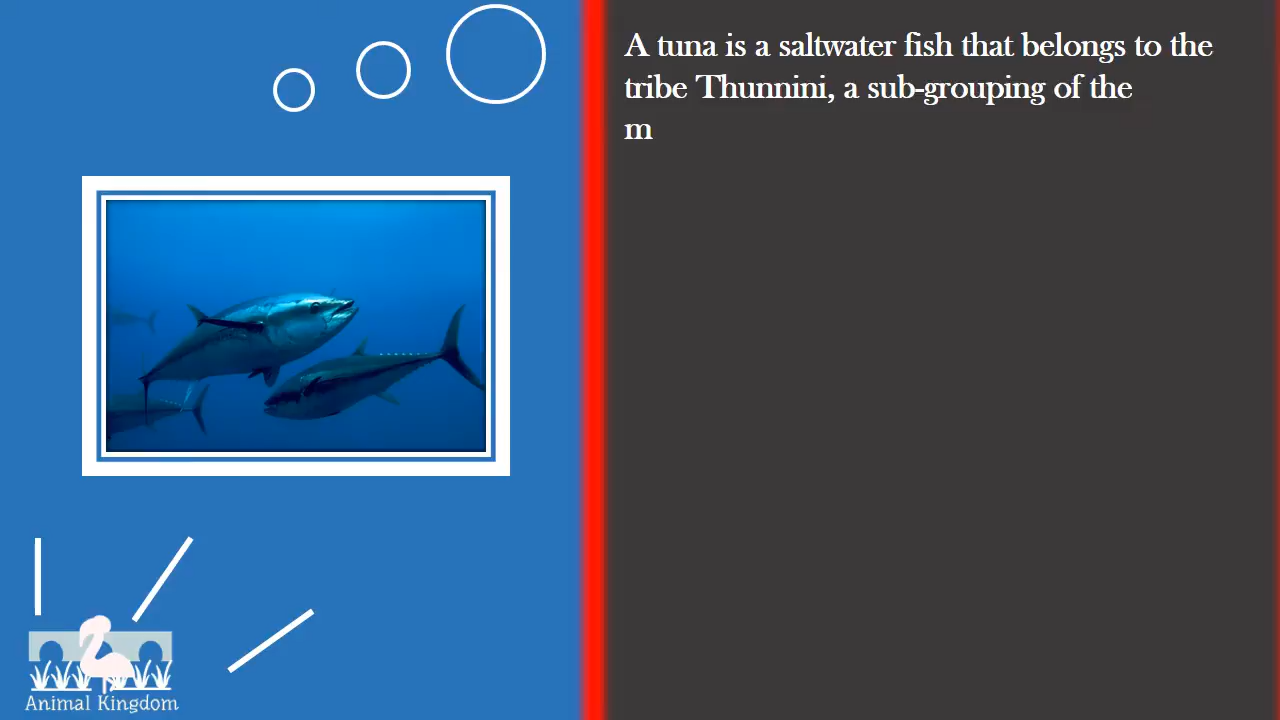 A tuna is a saltwater fish that belongs to the
tribe Thunnini, a sub-grouping of the
m
Animal Kingdom